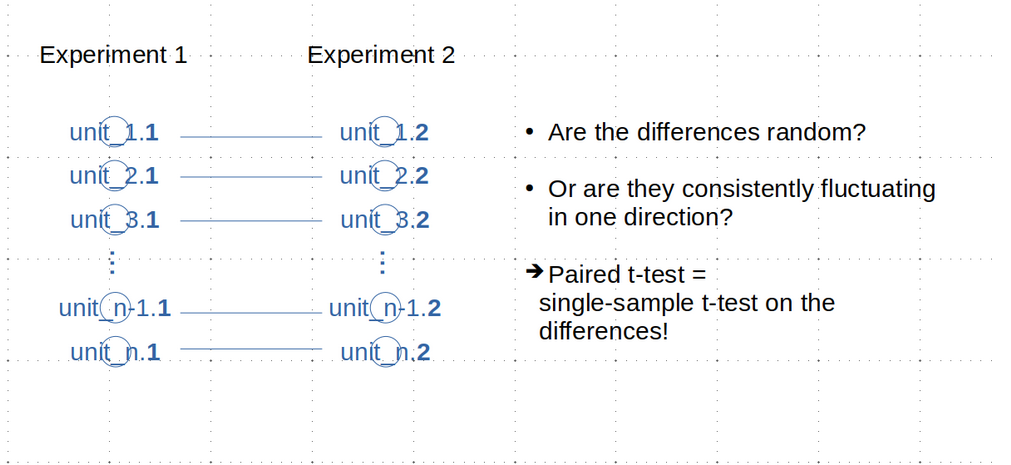 Experiment 1
Experiment 2
unit_1.1
unit_1.2
unit_2.1
unit_2.2
unit_3.1
unit_3.2
unit_n-1.1
unit_n-1.2
unit_n.1
unit_n.2
• Are the differences random?
• Or are they consistently fluctuating
in one direction?
➔ Paired t-test =
single-sample t-test on the
differences!